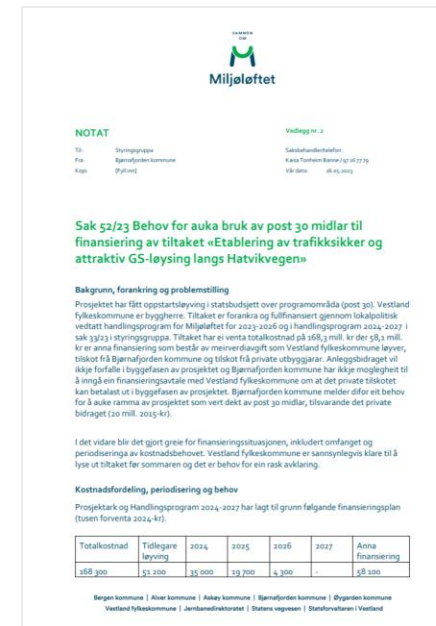 SAMMEN
OM
Miljøløftet
NOTAT
Vedlegg nr. 2
Til: Styringsgruppa
Fra: Bjørnafjorden kommune
Kopi: [Fyll inn]
Saksbehandler/telefon
Vår dato: 16.05.2023
Sak 52/23 Behov for auka bruk av post 30 midlar til
finansiering av tiltaket «Etablering av trafikksikker og
attraktiv GS-løysing langs Hatvikvegen»
Bakgrunn, forankring og problemstilling
Prosjektet har fått oppstartsløyving i statsbudsjett over programområda (post 30). Vestland
fylkeskommune er byggherre. Tiltaket er forankra og fullfinansiert gjennom lokalpolitisk
vedtatt handlingsprogram for Miljøløftet for 2023-2026 og i handlingsprogram 2024-2027 i
sak 33/23 i styringsgruppa. Tiltaket har ei venta totalkostnad på 168,3 mill. kr der 58,1 mill.
kr er anna finansiering som består av meirverdiavgift som Vestland fylkeskommune løyver,
tilskot frå Bjørnafjorden kommune og tilskot frå private utbyggjarar. Anleggsbidraget vil
ikkje forfalle i byggefasen av prosjektet og Bjørnafjorden kommune har ikkje moglegheit til
å inngå ein finansieringsavtale med Vestland fylkeskommune om at det private tilskotet
kan betalast ut i byggefasen av prosjektet. Bjørnafjorden kommune melder difor eit behov
for å auke ramma av prosjektet som vert dekt av post 30 midlar, tilsvarande det private
bidraget (20 mill. 2015-kr).
I det vidare blir det gjort greie for finansieringssituasjonen, inkludert omfanget og
periodiseringa av kostnadsbehovet. Vestland fylkeskommune er sannsynlegvis klare til å
lyse ut tiltaket før sommaren og det er behov for ein rask avklaring.
Kostnadsfordeling, periodisering og behov
Prosjektark og Handlingsprogram 2024-2027 har lagt til grunn følgande finansieringsplan
(tusen forventa 2024-kr).
Totalkostnad Tidlegare løyving 2024 2025 2026 2027 Anna finansiering
168 300 51 200 35 000 19 700 4 300 - 58 100
Bergen kommune | Alver kommune | Askøy kommune | Bjørnafjorden kommune | Øygarden kommune
Vestland fylkeskommune | Jernbanedirektoratet | Statens vegvesen | Statsforvaltaren i Vestland